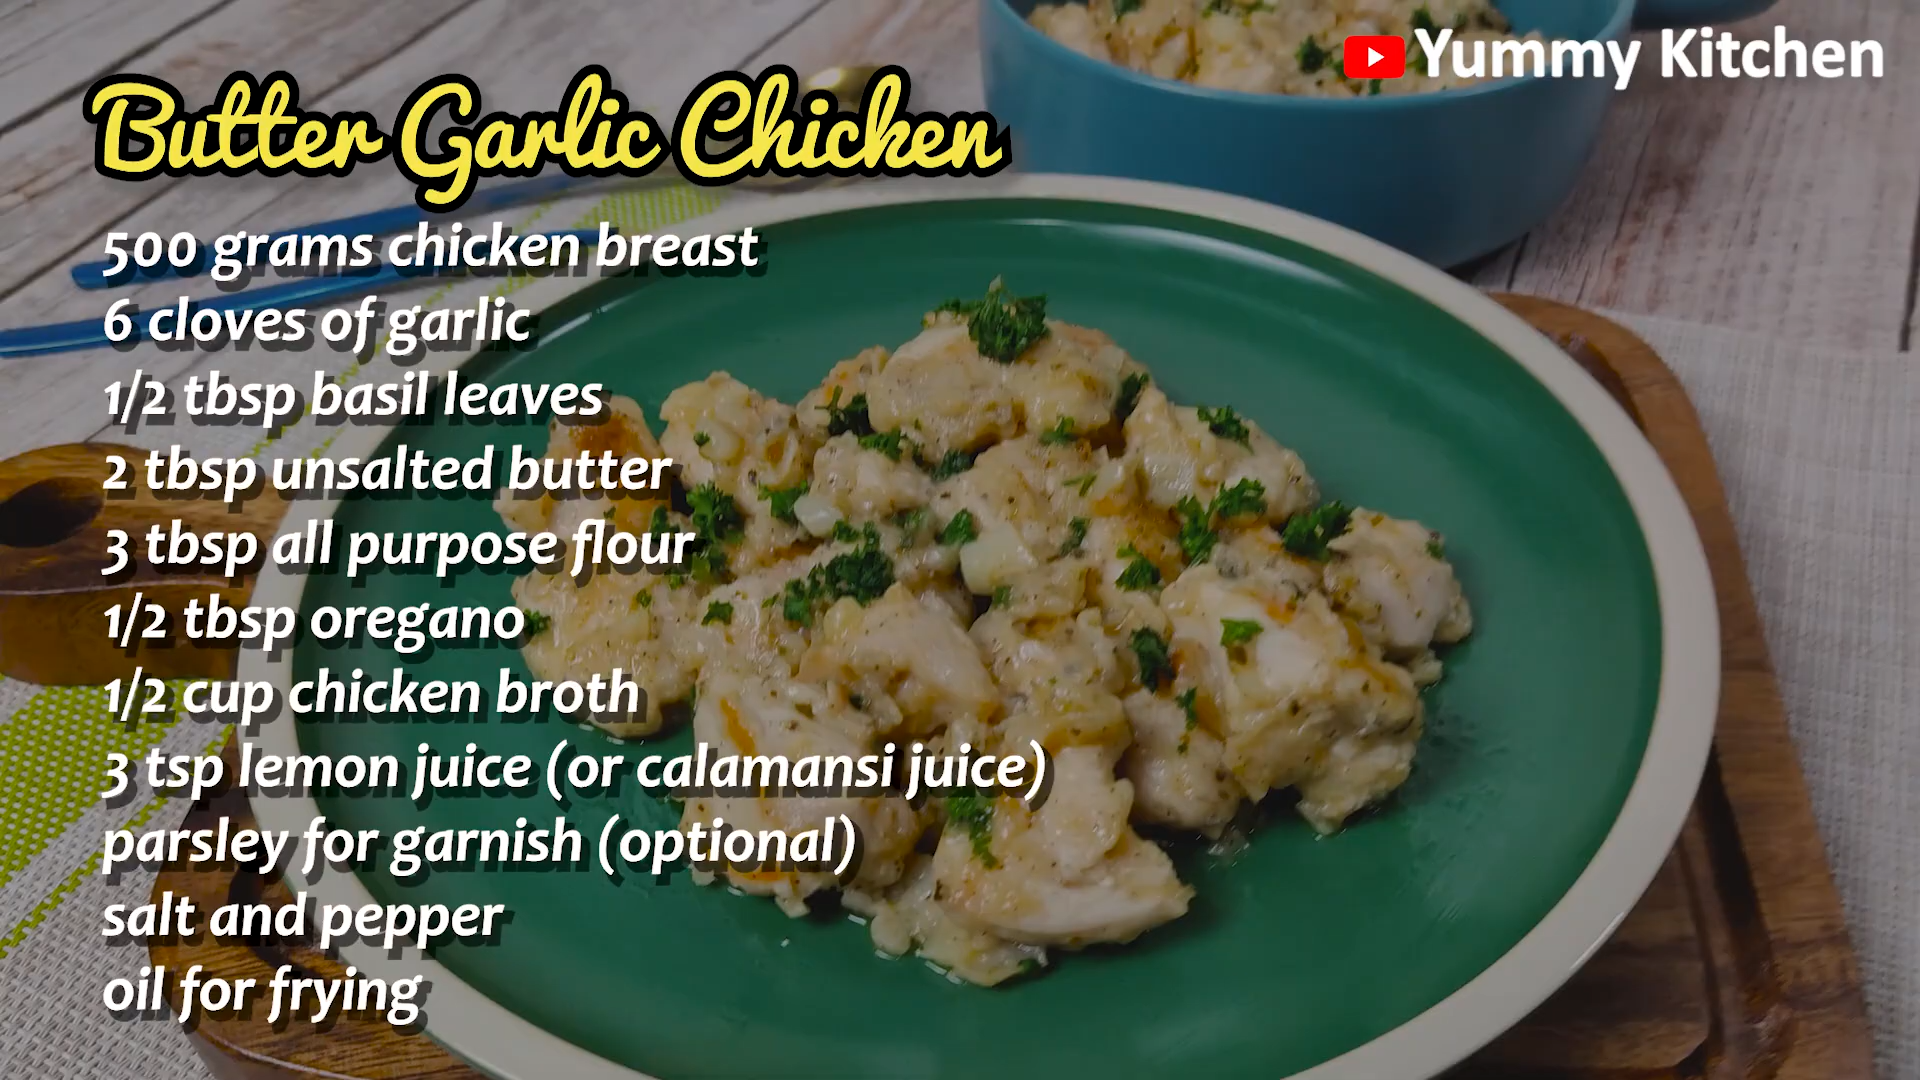 Yummy Kitchen
Butter Garlic Chicken
500 grams chicken breast
6 cloves of garlic
1/2 tbsp basil leaves
2 tbsp unsalted butter
3 tbsp all purpose flour
1/2 tbsp oregano
1/2 cup chicken broth
3 tsp lemon juice (or calamansi juice)
parsley for garnish (optional)
salt and pepper
oil for frying